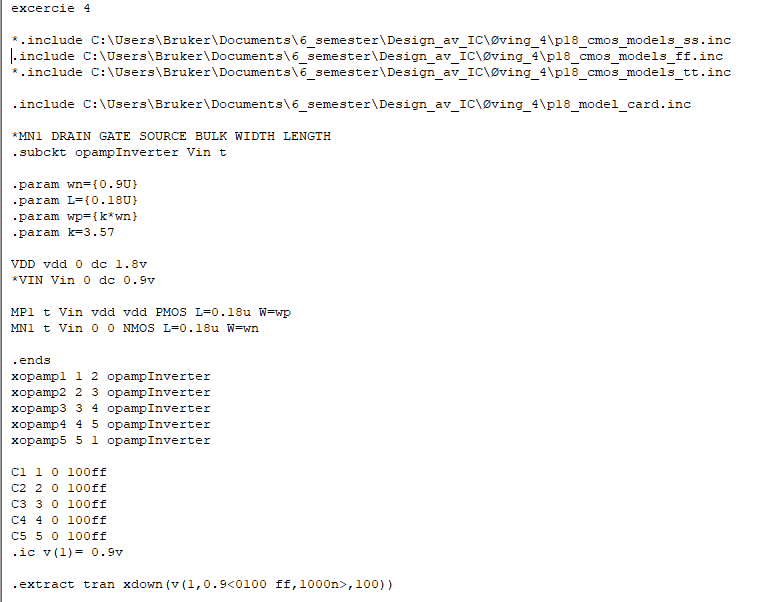 excercie 4
*.include C:\Users\Bruker\Documents\6_semester\Design_av_IC\Øving_4\p18_cmos_models_ss.inc
.include C:\Users\Bruker\Documents\6_semester\Design_av_IC\Øving_4\p18_cmos_models_ff.inc
*.include C:\Users\Bruker\Documents\6_semester\Design_av_IC\Øving_4\p18_cmos_models_tt.inc
.include C:\Users\Bruker\Documents\6_semester\Design_av_IC\Øving_4\p18_model_card.inc
*MN1 DRAIN GATE SOURCE BULK WIDTH LENGTH
.subckt opampInverter Vin t
.param wn={0.9U}
.param L={0.18U}
.param wp={k*wn}
.param k=3.57
VDD vdd 0 dc 1.8v
*VIN Vin 0 dc 0.9v
MP1 t Vin vdd vdd PMOS L=0.18u W=wp
MN1 t Vin 0 0 NMOS L=0.18u W=wn
.ends
xopamp1 1 2 opampInverter
xopamp2 2 3 opampInverter
xopamp3 3 4 opampInverter
xopamp4 4 5 opampInverter
xopamp5 5 1 opampInverter
C1 1 0 100ff
C2 2 0 100ff
C3 3 0 100ff
C4 4 0 100ff
C5 5 0 100ff
.ic v(1)= 0.9v
.extract tran xdown(v(1,0.9<0100 ff,1000n>,100))